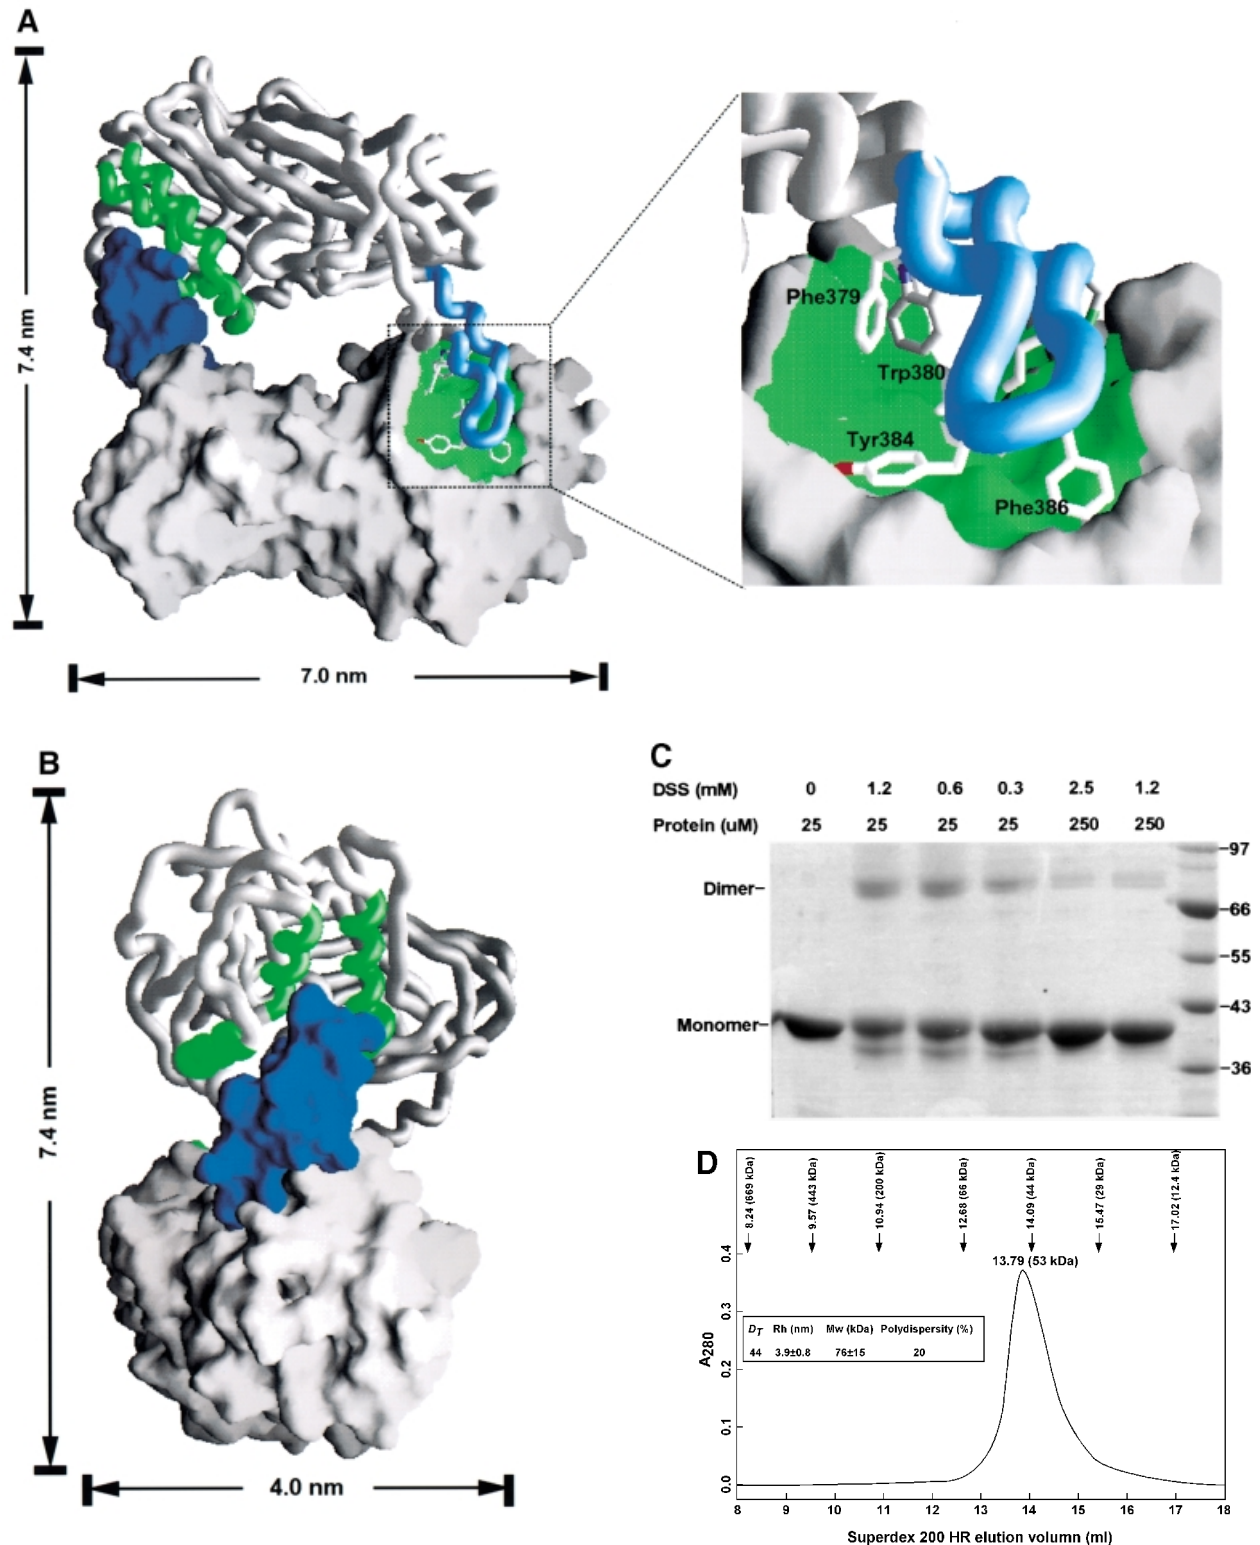 A
7.4 nm
7.0 nm
Phe379
Trp380
Tyr384
Phe386
B
7.4 nm
4.0 nm
C
DSS (mM) 0 1.2 0.6 0.3 2.5 1.2
Protein (uM) 25 25 25 25 250 250
97
Dimer
66
55
43
Monomer
36
D
8.24 (669 kDa)
9.57 (443 kDa)
10.94 (200 kDa)
12.68 (66 kDa)
14.09 (44 kDa)
15.47 (29 kDa)
17.02 (12.4 kDa)
13.79 (53 kDa)
DT Rh (nm) Mw (kDa) Polydispersity (%)
44 3.9±0.8 76±15 20
A280
0.4
0.3
0.2
0.1
0.0
8 9 10 11 12 13 14 15 16 17 18
Superdex 200 HR elution volumn (ml)